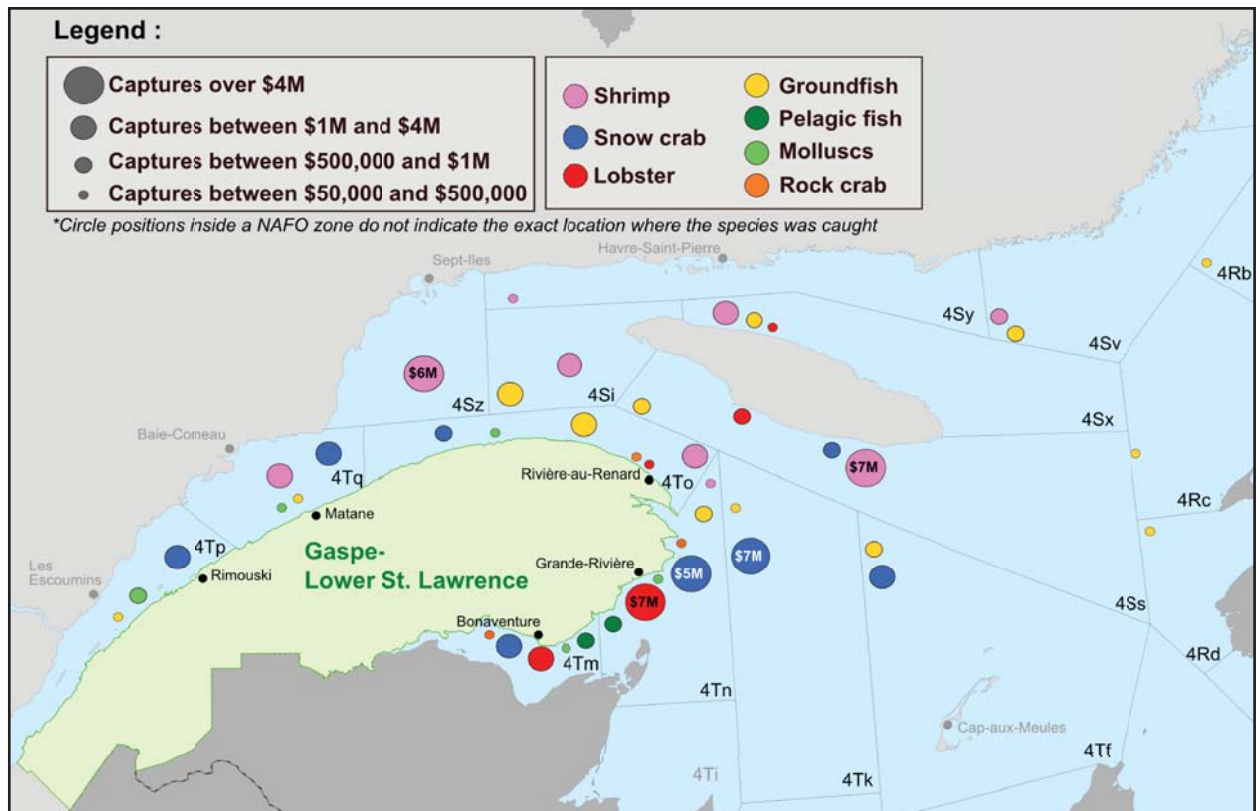 Legend :
Captures over $4M
Captures between $1M and $4M
Captures between $500,000 and $1M
Captures between $50,000 and $500,000
Shrimp
Snow crab
Lobster
Groundfish
Pelagic fish
Molluscs
Rock crab
*Circle positions inside a NAFO zone do not indicate the exact location where the species was caught
Sept-Iles
Havre-Saint-Pierre
4Rb
4Sy
4Sv
$6M
4Sz
4Si
4Sx
Baie-Comeau
4Tq
Rivière-au-Renard
4To
$7M
4Rc
Matane
4Tp
Gaspe-
Lower St. Lawrence
Les
Escoumins
Rimouski
Grande-Rivière
$5M
$7M
$7M
4Ss
Bonaventure
4Tm
4Rd
4Tn
Cap-aux-Meules
4Tf
4Ti
4Tk